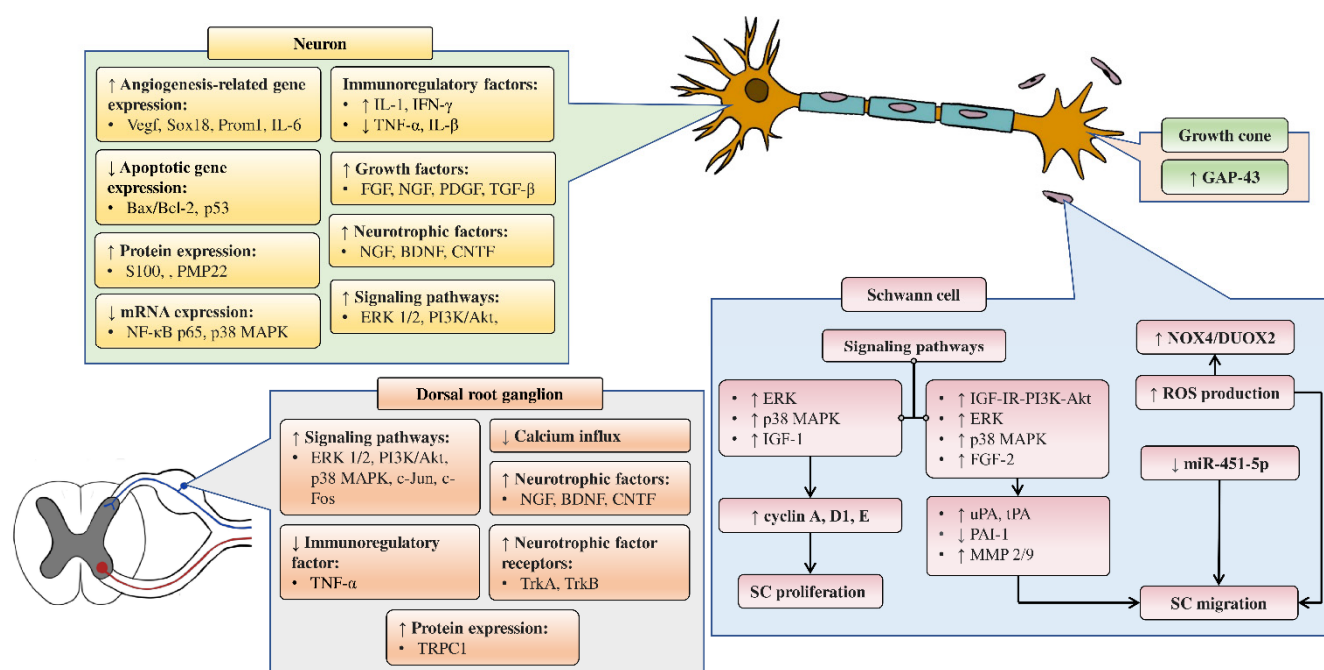 Neuron
↑ Angiogenesis-related gene
expression:
• Vegf, Sox18, Prom1, IL-6
↓ Apoptotic gene
expression:
• Bax/Bcl-2, p53
↑ Protein expression:
• S100, , PMP22
↓ mRNA expression:
• NF-κB p65, p38 MAPK
Immunoregulatory factors:
• ↑ IL-1, IFN-γ
• ↓ TNF-α, IL-β
↑ Growth factors:
• FGF, NGF, PDGF, TGF-β
↑ Neurotrophic factors:
• NGF, BDNF, CNTF
↑ Signaling pathways:
• ERK 1/2, PI3K/Akt,
Growth cone
↑ GAP-43
Dorsal root ganglion
↑ Signaling pathways:
• ERK 1/2, PI3K/Akt,
p38 MAPK, c-Jun, c-
Fos
↓ Immunoregulatory
factor:
• TNF-α
↓ Calcium influx
↑ Neurotrophic factors:
• NGF, BDNF, CNTF
↑ Neurotrophic factor
receptors:
• TrkA, TrkB
↑ Protein expression:
• TRPC1
Schwann cell
Signaling pathways
• ↑ ERK
• ↑ p38 MAPK
• ↑ IGF-1
↑ cyclin A, D1, E
SC proliferation
• ↑ IGF-IR-PI3K-Akt
• ↑ ERK
• ↑ p38 MAPK
• ↑ FGF-2
• ↑ uPA, tPA
• ↓ PAI-1
• ↑ MMP 2/9
↑ NOX4/DUOX2
↑ ROS production
↓ miR-451-5p
SC migration